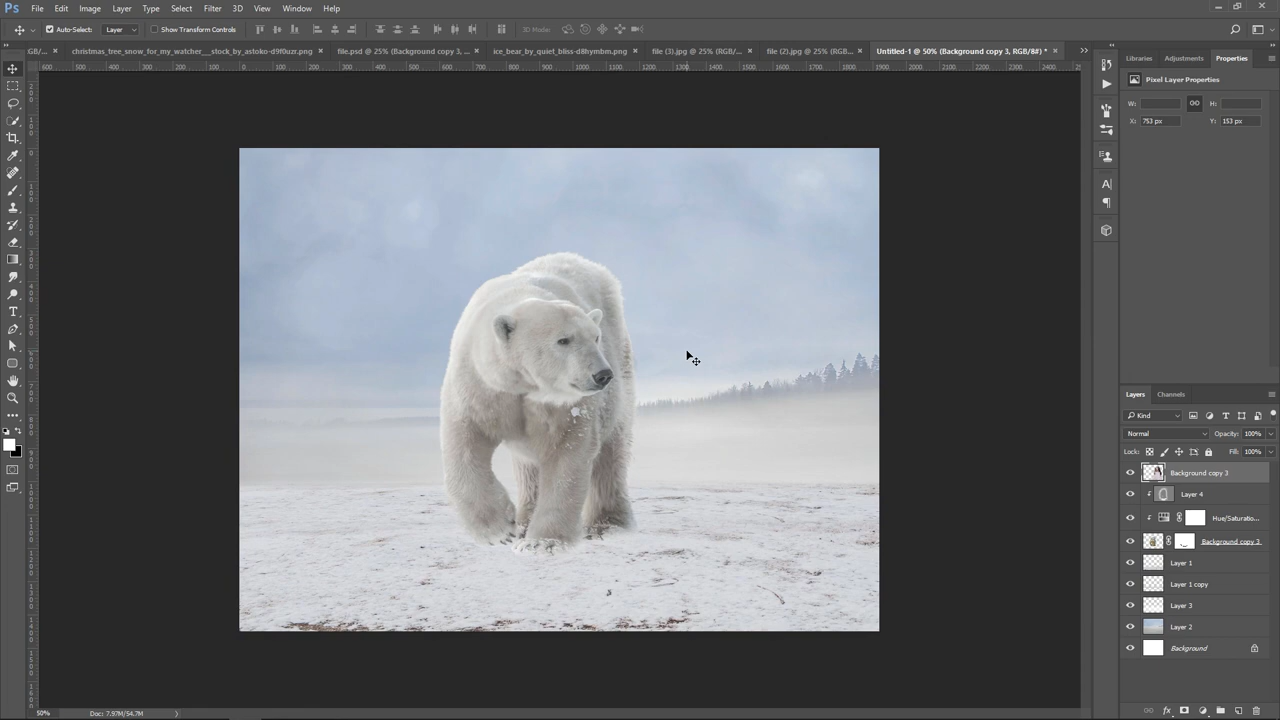 Ps File Edit Image Layer Type Select Filter 3D View Window Help
Auto-Select: Layer Show Transform Controls 3D Modes:
christmas_tree_snow_for_my_watcher__stock_by_astoko-d9f0uzr.png × file.psd @ 25% (Background copy 3, ... × ice_bear_by_quiet_bliss-d8hymbm.png × file (3).jpg @ 25% (RGB/... × file (2).jpg @ 25% (RGB... × Untitled-1 @ 50% (Background copy 3, RGB/8#) * ×
Libraries Adjustments Properties
Pixel Layer Properties
W: H:
X: 753 px Y: 153 px
Layers Channels
Kind
Normal Opacity: 100%
Lock: Fill: 100%
Background copy 3
Layer 4
Hue/Saturatio...
Background copy 3
Layer 1
Layer 1 copy
Layer 3
Layer 2
Background
50% Doc: 7.97M/54.7M